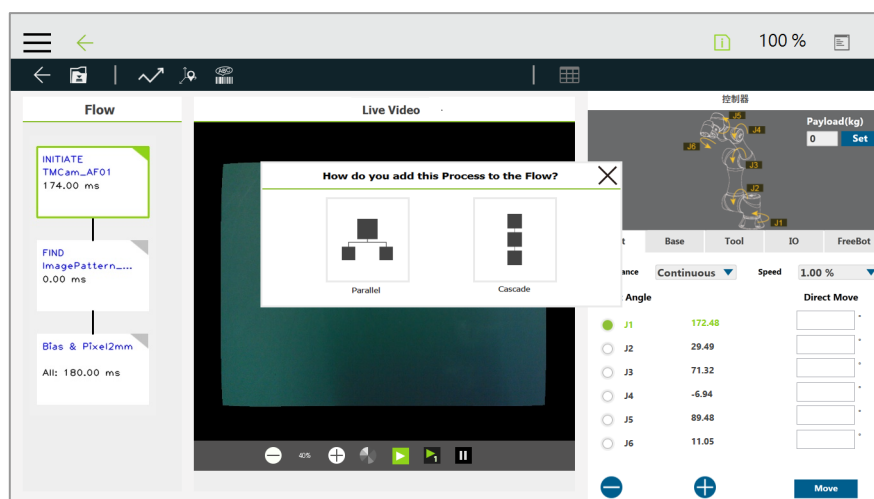 100 %
ABC
Flow
INITIATE
TMCam_AF01
174.00 ms
FIND
ImagePattern_...
0.00 ms
Bias & Pixel2mm
All: 180.00 ms
Live Video
How do you add this Process to the Flow?
Parallel
Cascade
40%
1
控制器
J5
J4
J6
J3
J2
J1
Payload(kg)
0 Set
t Base Tool IO FreeBot
ance Continuous Speed 1.00 %
Angle Direct Move
J1 172.48 °
J2 29.49 °
J3 71.32 °
J4 -6.94 °
J5 89.48 °
J6 11.05 °
Move